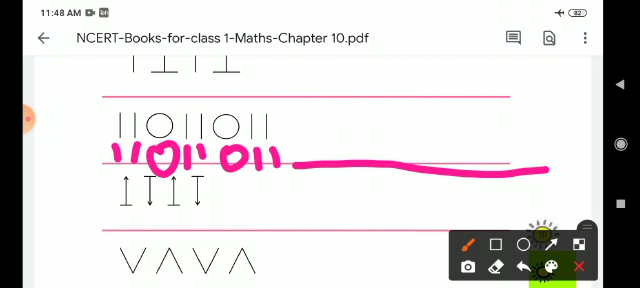 11:48 AM
82
NCERT-Books-for-class 1-Maths-Chapter 10.pdf
||O||O||
||O||O||
V Λ V Λ